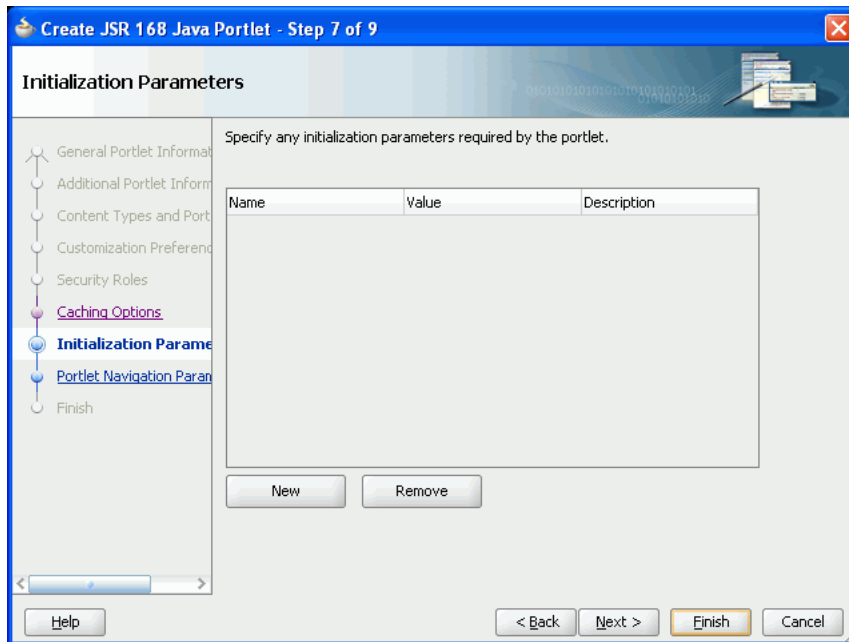 Create JSR 168 Java Portlet - Step 7 of 9
Initialization Parameters
General Portlet Informat
Additional Portlet Inform
Content Types and Port
Customization Preferenc
Security Roles
Caching Options
Initialization Parame
Portlet Navigation Param
Finish
Specify any initialization parameters required by the portlet.
Name Value Description
New Remove
Help < Back Next > Finish Cancel